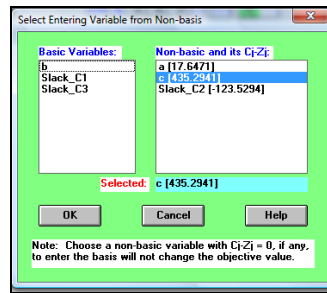 Select Entering Variable from Non-basis
Basic Variables:
b
Slack_C1
Slack_C3
Non-basic and its Cj-Zj:
a [17.6471]
c [435.2941]
Slack_C2 [-123.5294]
Selected: c [435.2941]
OK Cancel Help
Note: Choose a non-basic variable with Cj-Zj = 0, if any,
to enter the basis will not change the objective value.